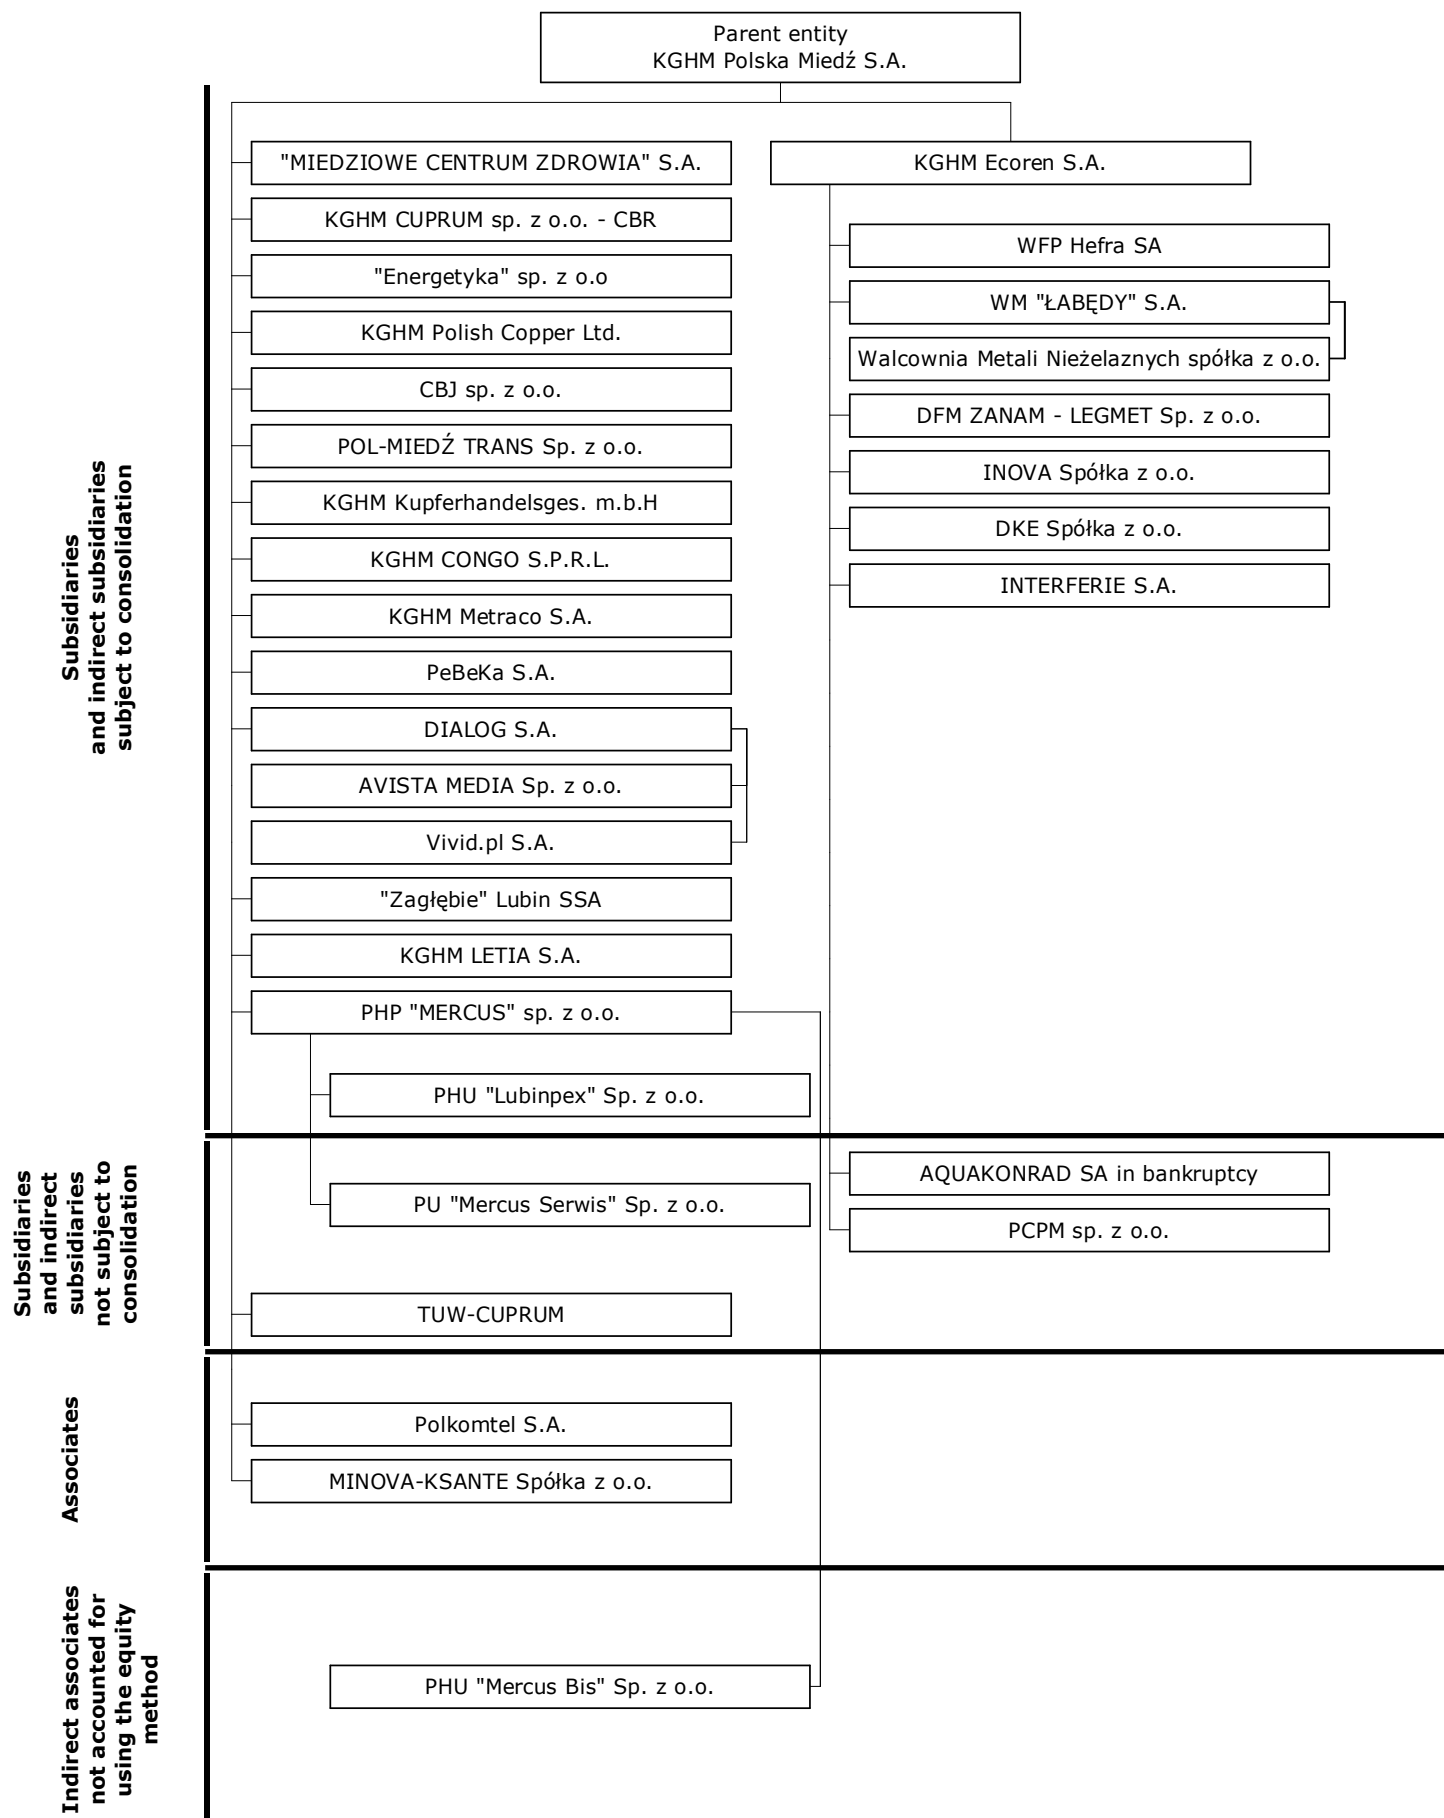 Parent entity
KGHM Polska Miedź S.A.
Subsidiaries
and indirect subsidiaries
subject to consolidation
"MIEDZIOWE CENTRUM ZDROWIA" S.A.
KGHM CUPRUM sp. z o.o. - CBR
"Energetyka" sp. z o.o
KGHM Polish Copper Ltd.
CBJ sp. z o.o.
POL-MIEDŹ TRANS Sp. z o.o.
KGHM Kupferhandelsges. m.b.H
KGHM CONGO S.P.R.L.
KGHM Metraco S.A.
PeBeKa S.A.
DIALOG S.A.
AVISTA MEDIA Sp. z o.o.
Vivid.pl S.A.
"Zagłębie" Lubin SSA
KGHM LETIA S.A.
PHP "MERCUS" sp. z o.o.
PHU "Lubinpex" Sp. z o.o.
KGHM Ecoren S.A.
WFP Hefra SA
WM "ŁABĘDY" S.A.
Walcownia Metali Nieżelaznych spółka z o.o.
DFM ZANAM - LEGMET Sp. z o.o.
INOVA Spółka z o.o.
DKE Spółka z o.o.
INTERFERIE S.A.
Subsidiaries
and indirect
subsidiaries
not subject to
consolidation
PU "Mercus Serwis" Sp. z o.o.
TUW-CUPRUM
AQUAKONRAD SA in bankruptcy
PCPM sp. z o.o.
Associates
Polkomtel S.A.
MINOVA-KSANTE Spółka z o.o.
Indirect associates
not accounted for
using the equity
method
PHU "Mercus Bis" Sp. z o.o.